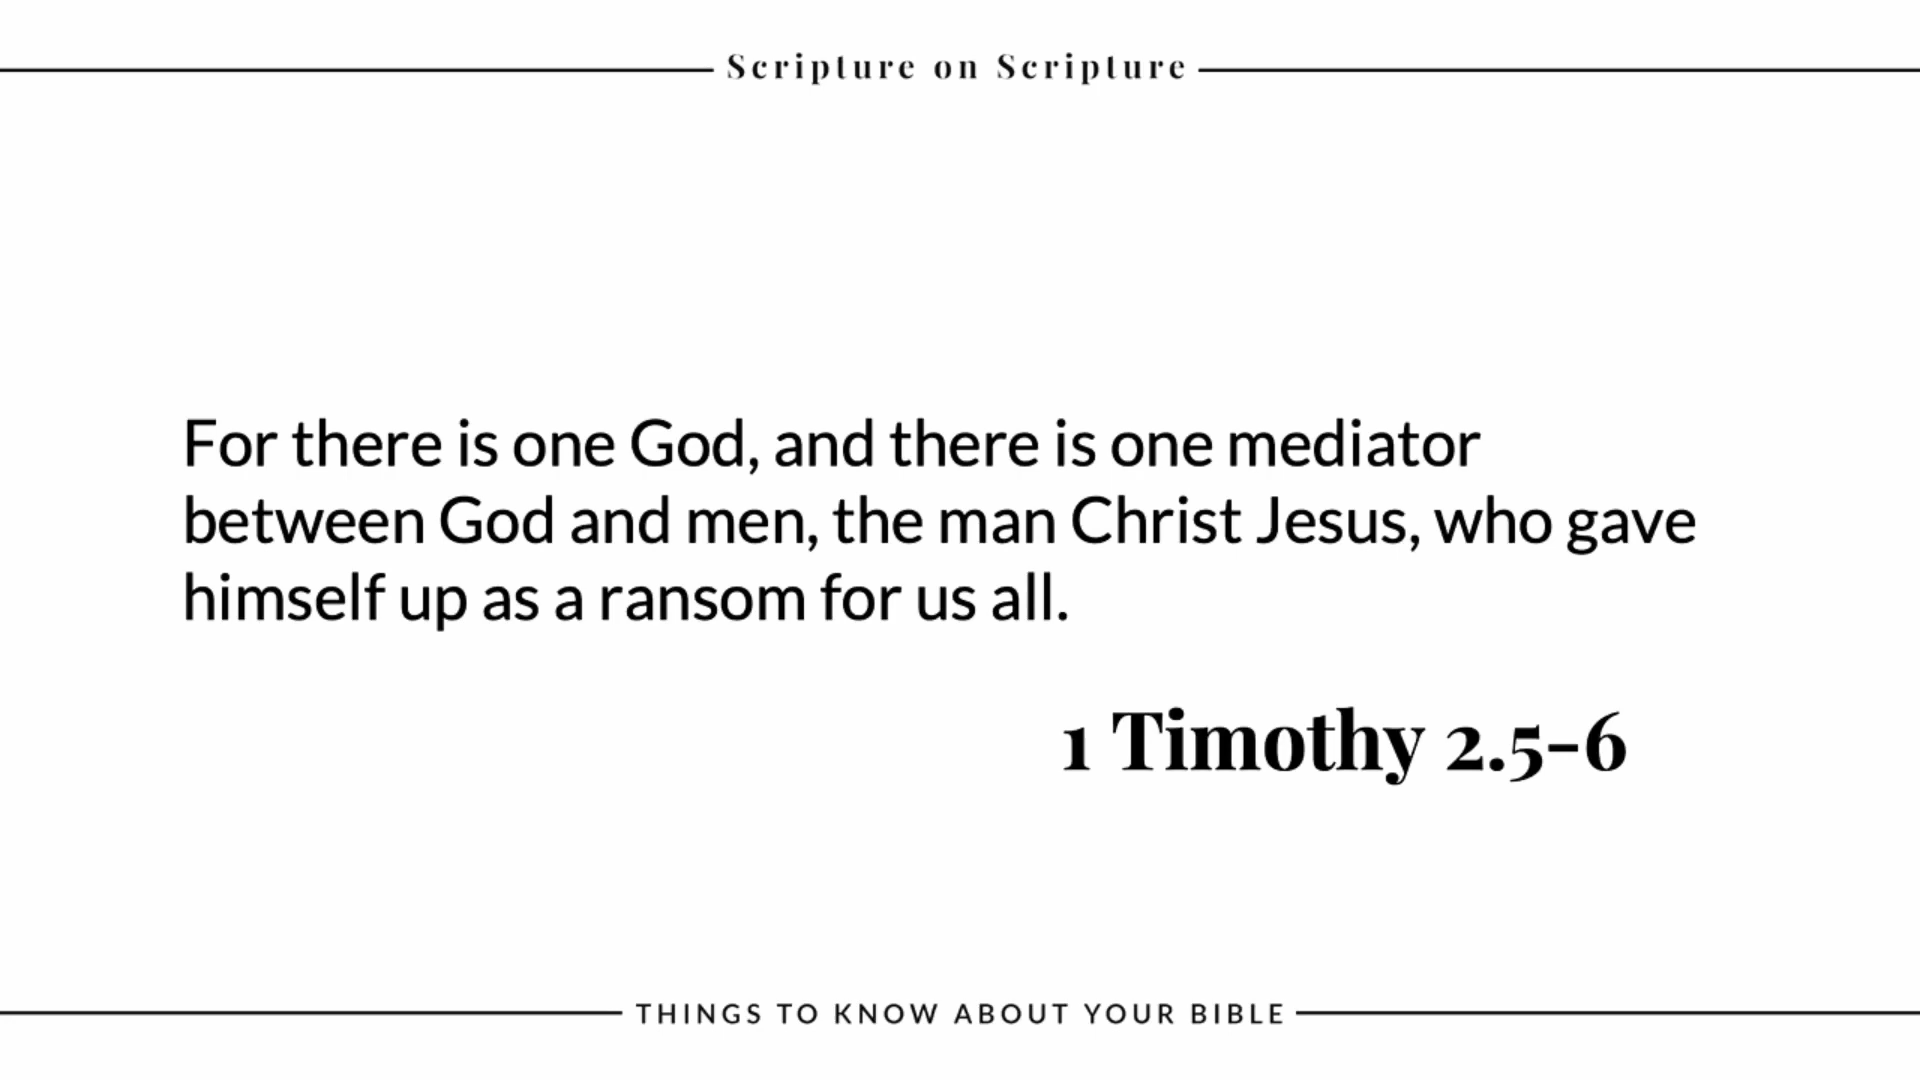 Scripture on Scripture
For there is one God, and there is one mediator
between God and men, the man Christ Jesus, who gave
himself up as a ransom for us all.
1 Timothy 2.5-6
THINGS TO KNOW ABOUT YOUR BIBLE